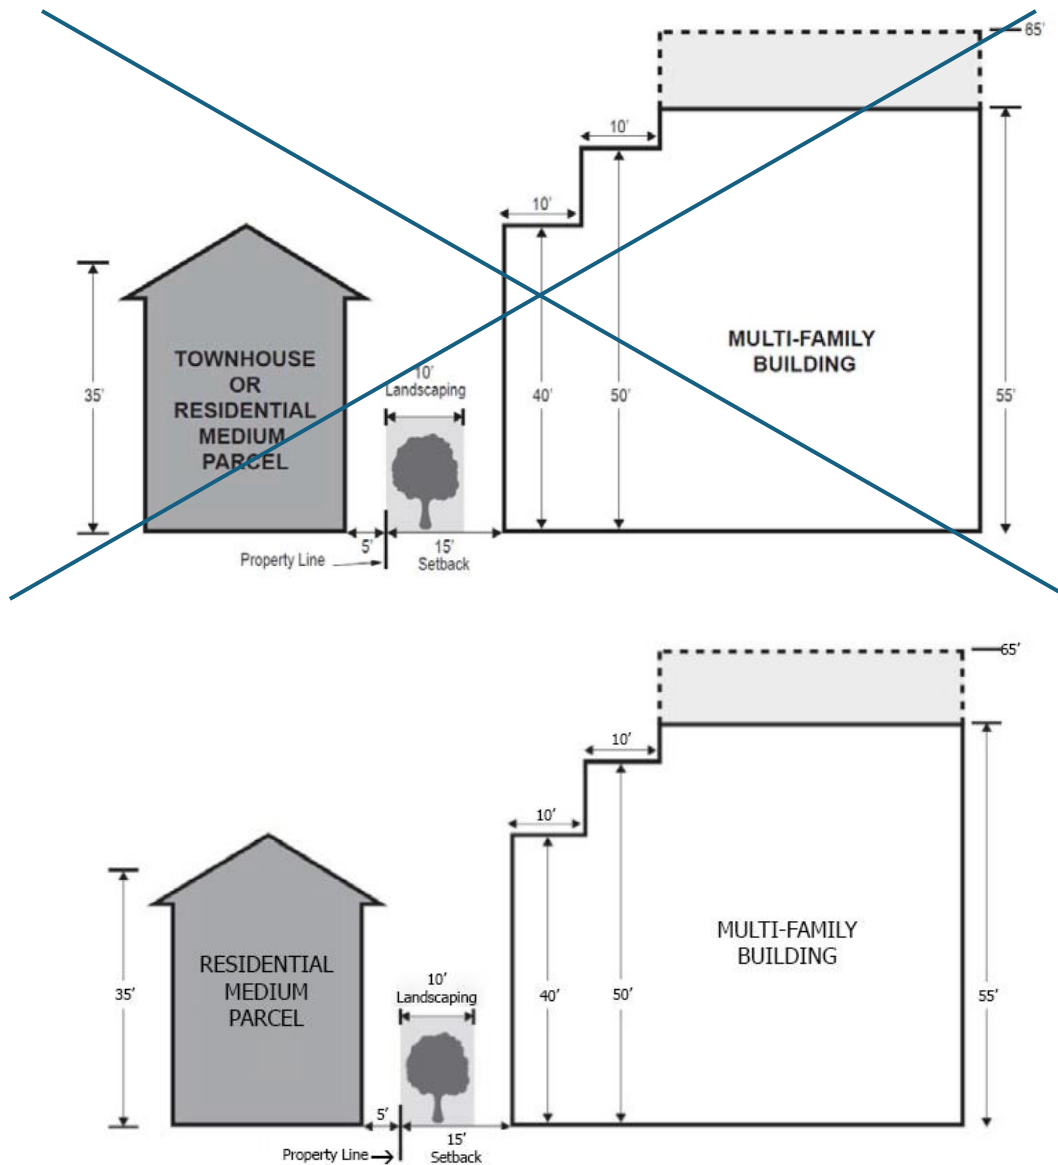 65’
10’
10’
TOWNHOUSE
OR
RESIDENTIAL
MEDIUM
PARCEL
MULTI-FAMILY
BUILDING
10’
Landscaping
35’
40’
50’
55’
5’
15’
Setback
Property Line
65’
10’
10’
RESIDENTIAL
MEDIUM
PARCEL
MULTI-FAMILY
BUILDING
10’
Landscaping
35’
40’
50’
55’
5’
15’
Setback
Property Line